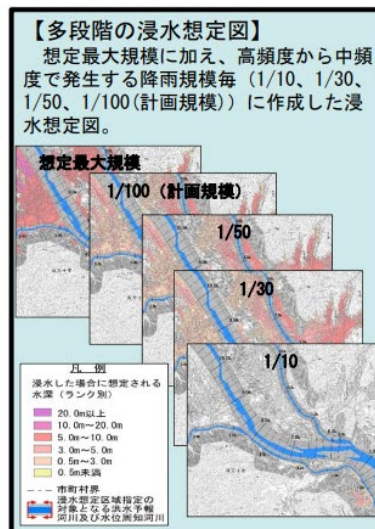 【多段階の浸水想定図】
想定最大規模に加え、高頻度から中頻
度で発生する降雨規模毎（1/10、1/30、
1/50、1/100(計画規模)）に作成した浸
水想定図。
想定最大規模
1/100（計画規模）
1/50
1/30
1/10
凡　例
浸水した場合に想定される
水深（ランク別）
20.0m以上
10.0m～20.0m
5.0m～10.0m
3.0m～5.0m
0.5m～3.0m
0.5m未満
市町村界
浸水想定区域指定の
対象となる洪水予報
河川及び水位周知河川